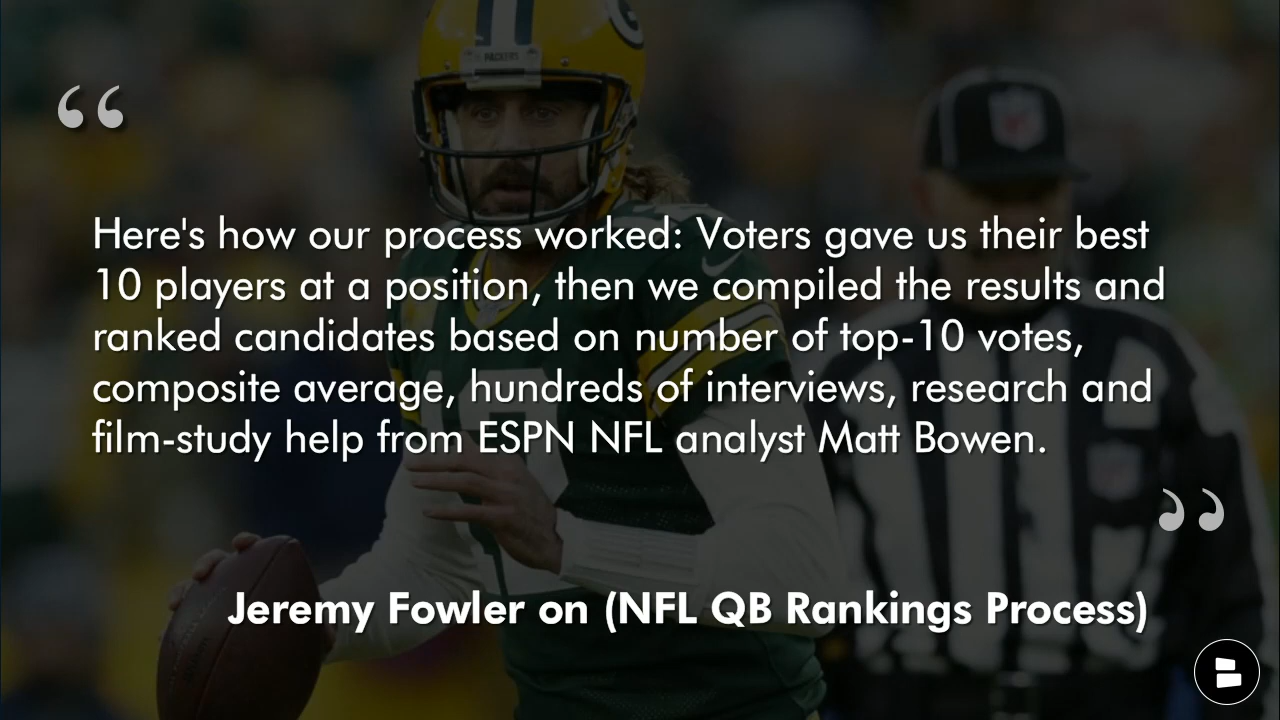 PACKERS
“
Here's how our process worked: Voters gave us their best
10 players at a position, then we compiled the results and
ranked candidates based on number of top-10 votes,
composite average, hundreds of interviews, research and
film-study help from ESPN NFL analyst Matt Bowen.
”
Jeremy Fowler on (NFL QB Rankings Process)